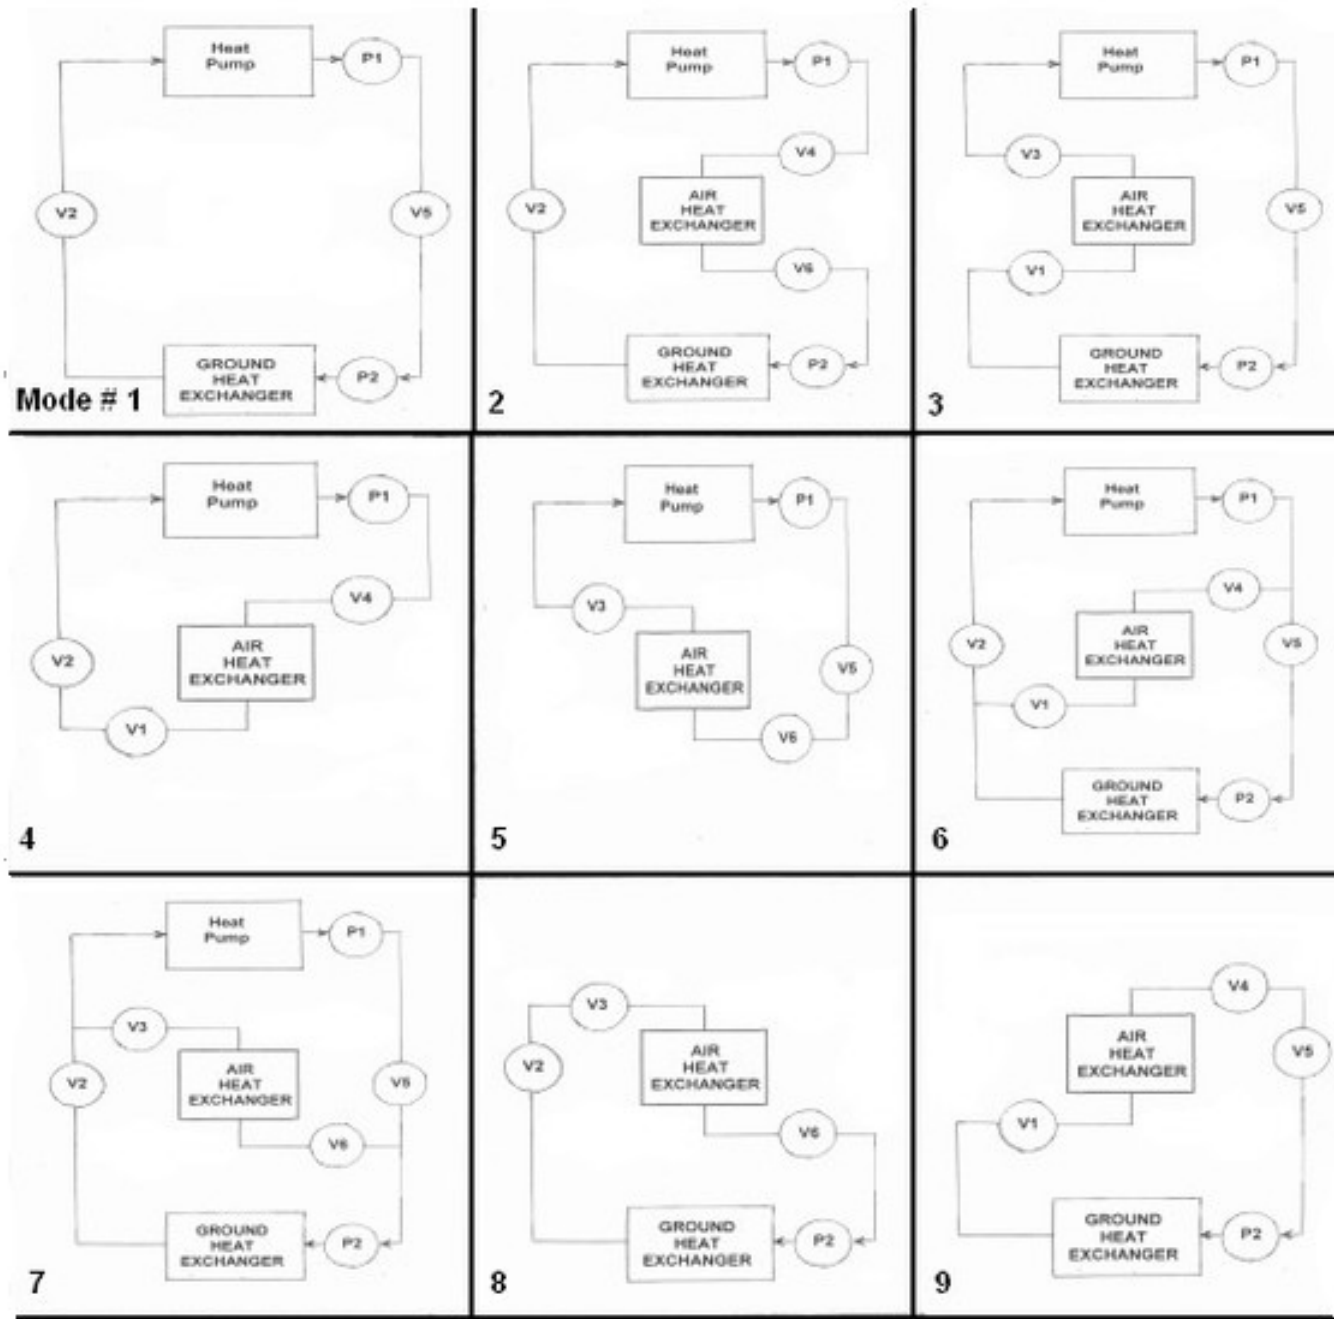 Heat
Pump
P1
V2
V5
GROUND
HEAT
EXCHANGER
P2
Mode # 1
Heat
Pump
P1
V4
AIR
HEAT
EXCHANGER
V2
V6
GROUND
HEAT
EXCHANGER
P2
2
Heat
Pump
P1
V3
AIR
HEAT
EXCHANGER
V5
V1
GROUND
HEAT
EXCHANGER
P2
3
Heat
Pump
P1
V4
AIR
HEAT
EXCHANGER
V2
V1
4
Heat
Pump
P1
V3
AIR
HEAT
EXCHANGER
V5
V6
5
Heat
Pump
P1
V4
AIR
HEAT
EXCHANGER
V2
V5
V1
GROUND
HEAT
EXCHANGER
P2
6
Heat
Pump
P1
V3
AIR
HEAT
EXCHANGER
V2
V5
V6
GROUND
HEAT
EXCHANGER
P2
7
V3
AIR
HEAT
EXCHANGER
V2
V6
GROUND
HEAT
EXCHANGER
P2
8
V4
AIR
HEAT
EXCHANGER
V5
V1
GROUND
HEAT
EXCHANGER
P2
9